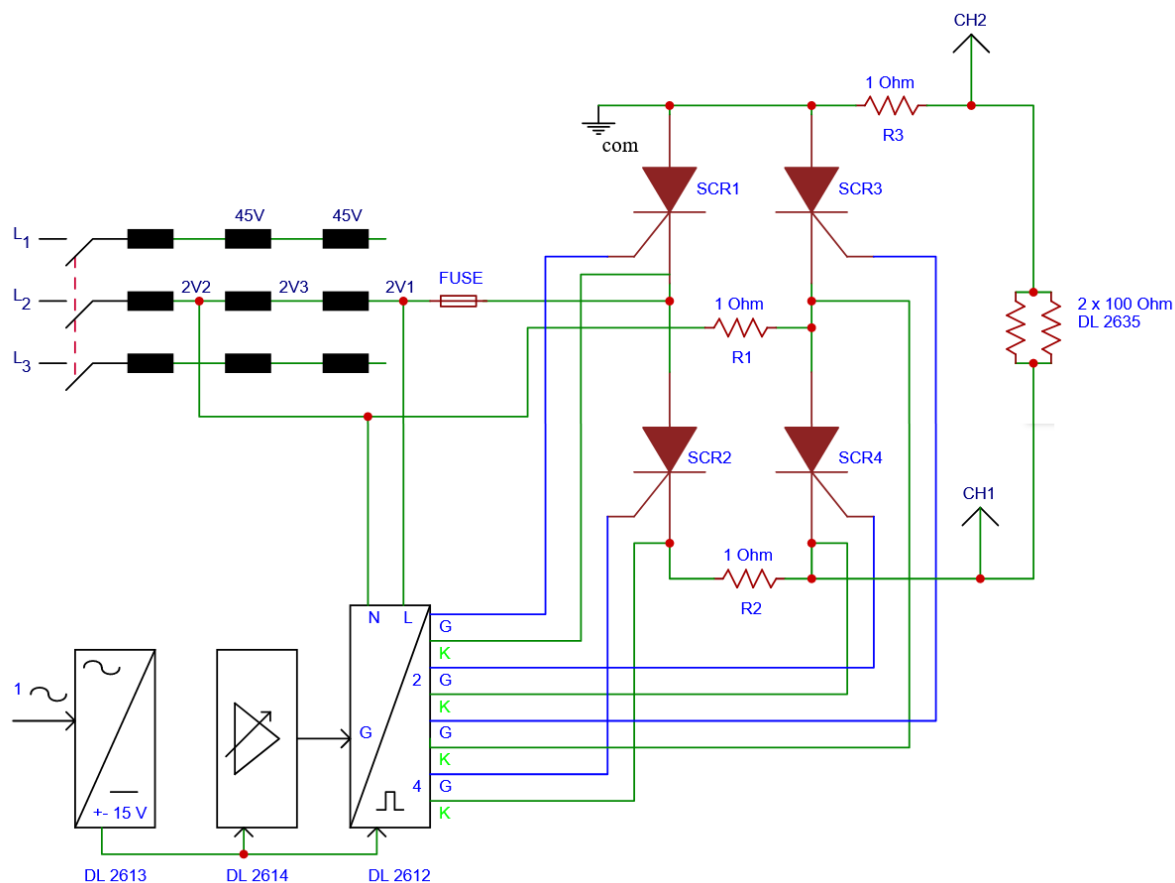 CH2
1 Ohm
R3
com
SCR1
SCR3
L1
45V
45V
L2
2V2
2V3
2V1
FUSE
1 Ohm
R1
2 x 100 Ohm
DL 2635
L3
SCR2
SCR4
CH1
1 Ohm
R2
N
L
G
K
2
G
K
G
G
K
4
G
K
1
+- 15 V
DL 2613
DL 2614
DL 2612